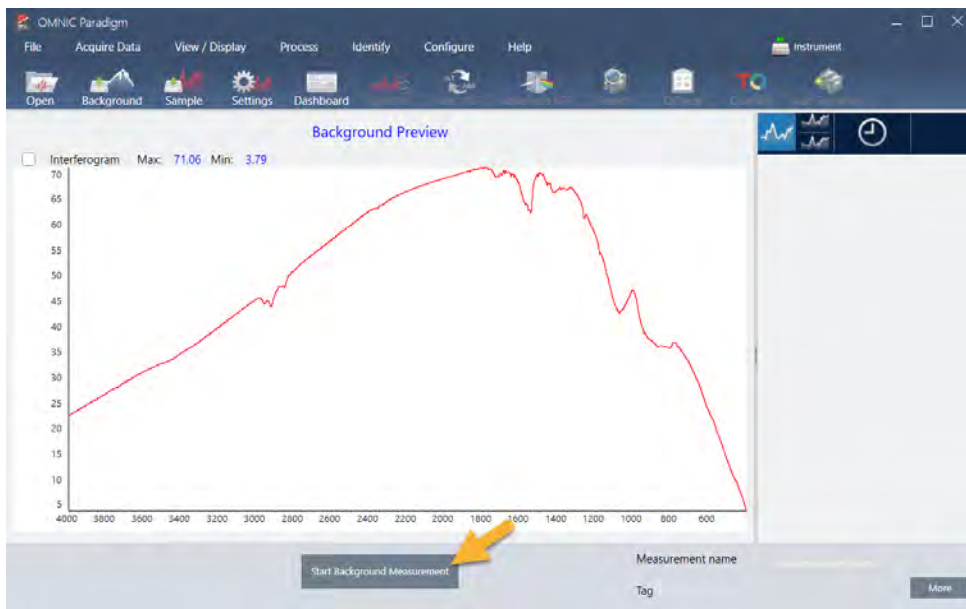 OMNIC Paradigm
File Acquire Data View / Display Process Identify Configure Help Instrument
Open Background Sample Settings Dashboard
Background Preview
Interferogram Max: 71.06 Min: 3.79
70
65
60
55
50
45
40
35
30
25
20
15
10
5
4000 3800 3600 3400 3200 3000 2800 2600 2400 2200 2000 1800 1600 1400 1200 1000 800 600
Start Background Measurement
Measurement name
Tag
More